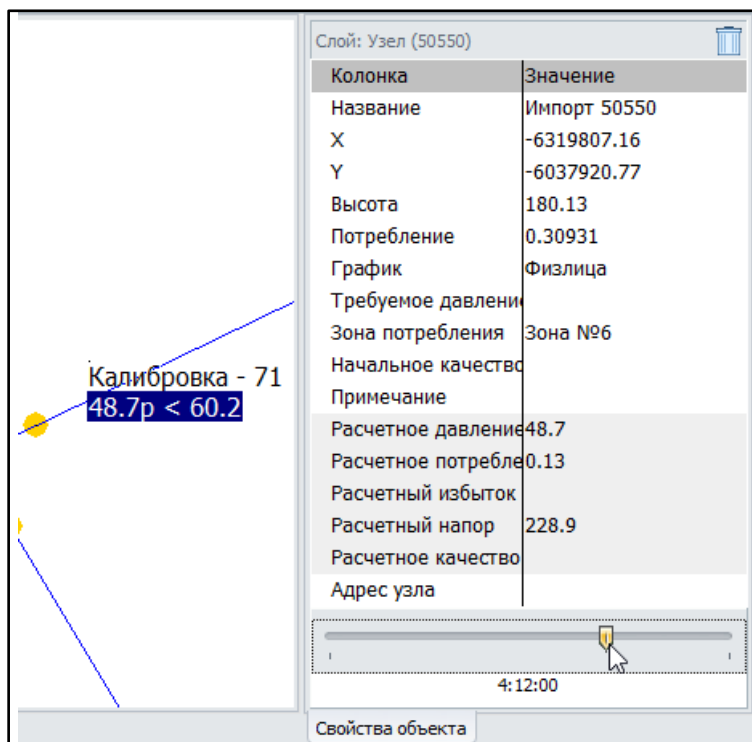 Калибровка - 71
48.7р < 60.2
Слой: Узел (50550)
Колонка Значение
Название Импорт 50550
X -6319807.16
Y -6037920.77
Высота 180.13
Потребление 0.30931
График Физлица
Требуемое давлени
Зона потребления Зона №6
Начальное качество
Примечание
Расчетное давление 48.7
Расчетное потребле 0.13
Расчетный избыток
Расчетный напор 228.9
Расчетное качество
Адрес узла
4:12:00
Свойства объекта